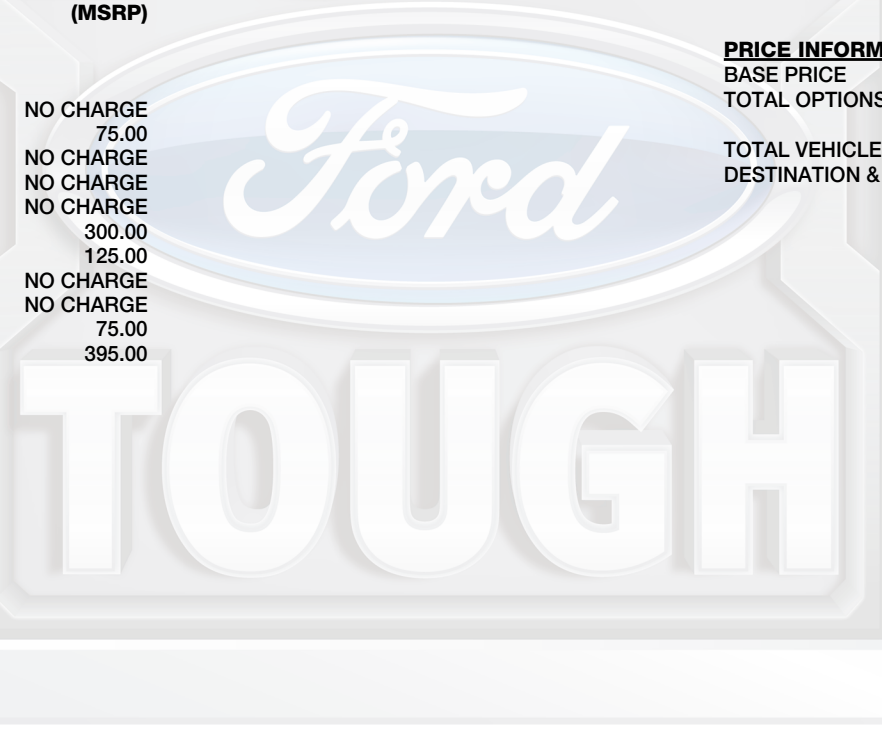 (MSRP)
NO CHARGE
75.00
NO CHARGE
NO CHARGE
NO CHARGE
300.00
125.00
NO CHARGE
NO CHARGE
75.00
395.00
PRICE INFORM
BASE PRICE
TOTAL OPTIONS
TOTAL VEHICLE
DESTINATION &
Ford
TOUGH